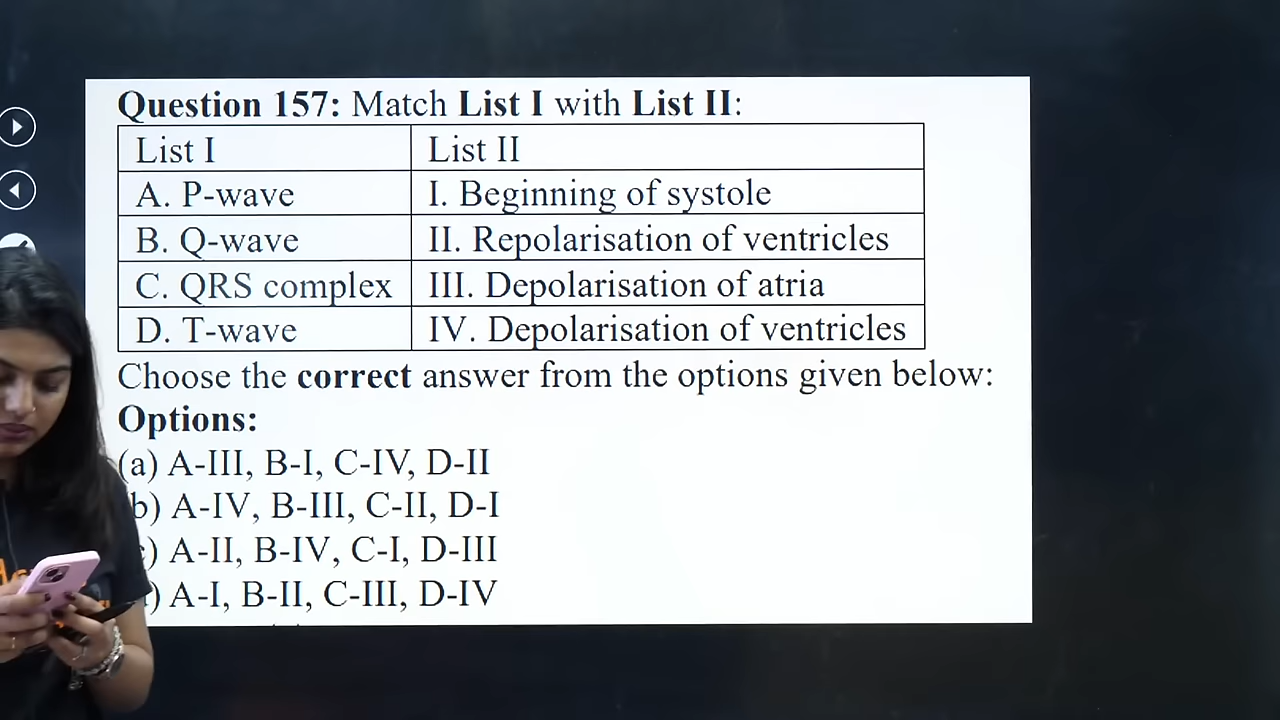 Question 157: Match List I with List II:
List I List II
A. P-wave I. Beginning of systole
B. Q-wave II. Repolarisation of ventricles
C. QRS complex III. Depolarisation of atria
D. T-wave IV. Depolarisation of ventricles
Choose the correct answer from the options given below:
Options:
(a) A-III, B-I, C-IV, D-II
b) A-IV, B-III, C-II, D-I
) A-II, B-IV, C-I, D-III
) A-I, B-II, C-III, D-IV